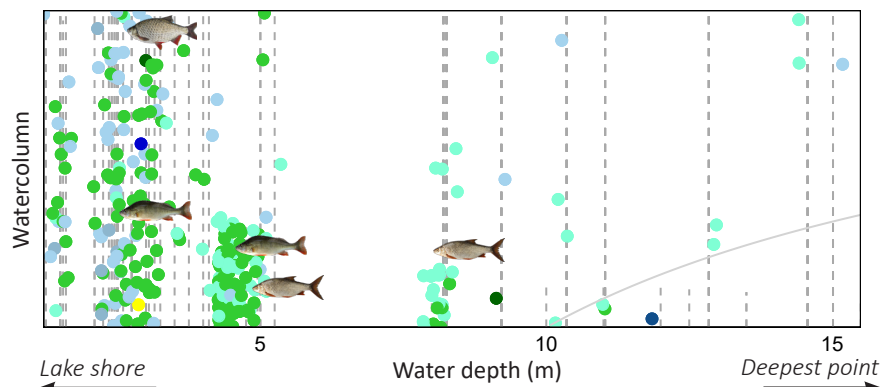 Watercolumn
5
10
15
Lake shore
Water depth (m)
Deepest point